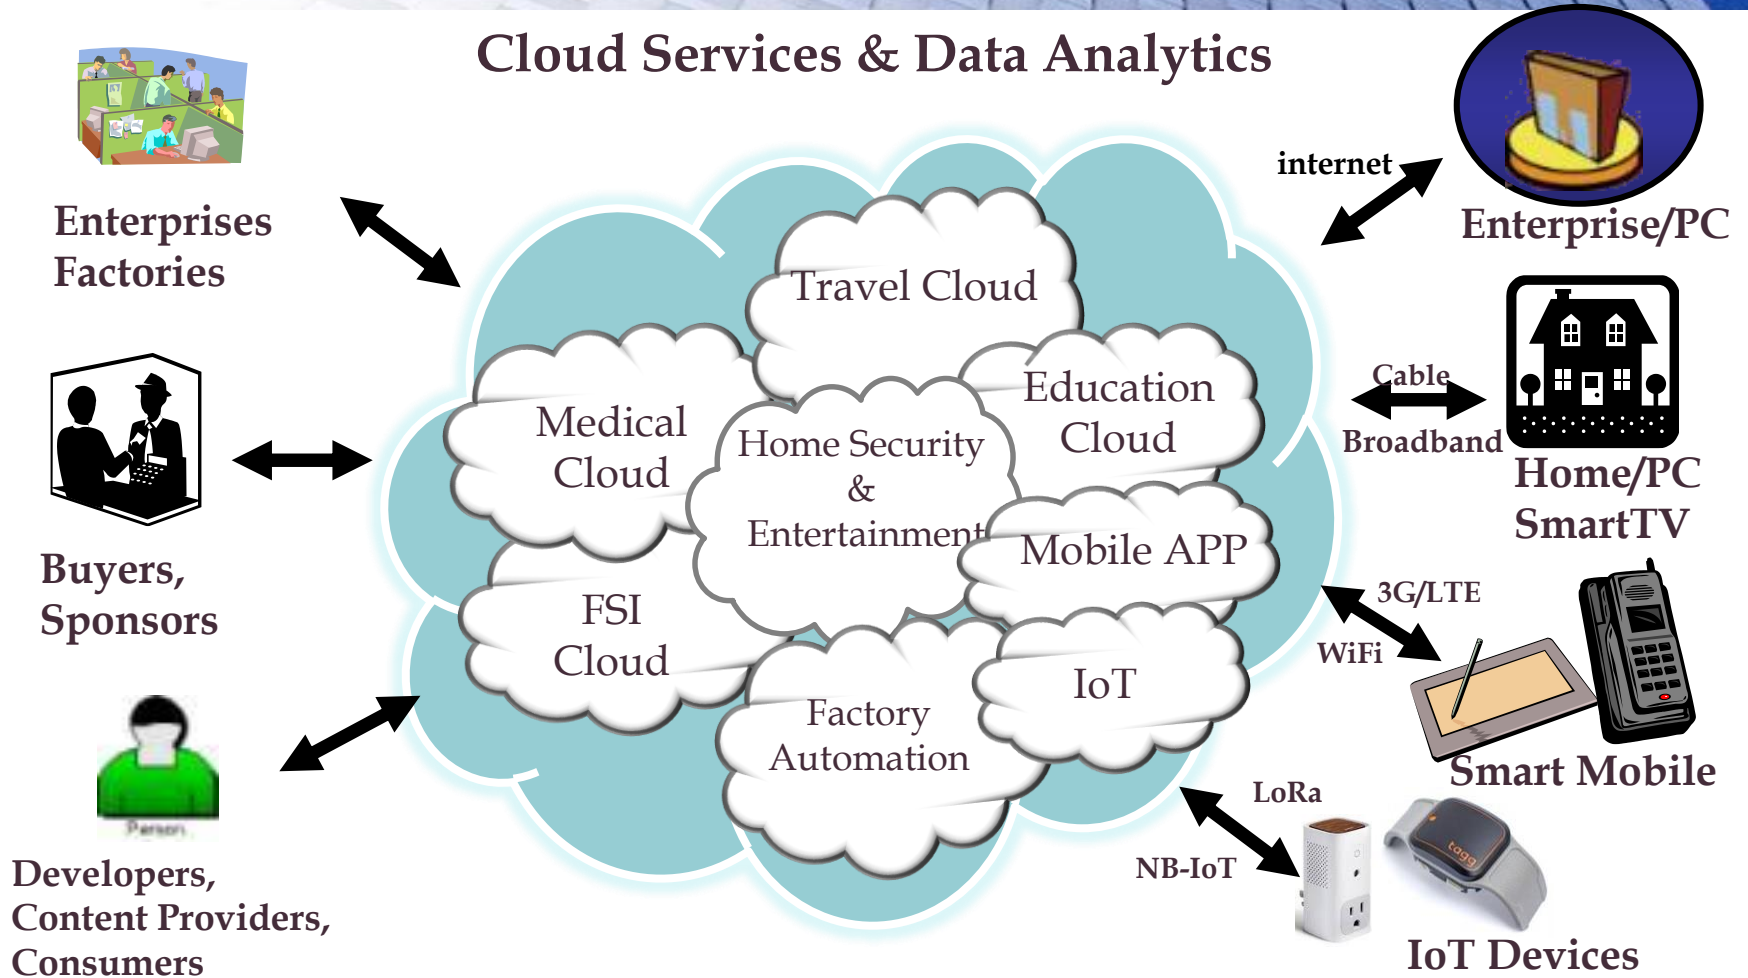 Cloud Services & Data Analytics
Enterprises
Factories
Buyers,
Sponsors
Person
Developers,
Content Providers,
Consumers
Travel Cloud
Medical
Cloud
Education
Cloud
Home Security
&
Entertainment
Mobile APP
FSI
Cloud
IoT
Factory
Automation
internet
Enterprise/PC
Cable
Broadband
Home/PC
SmartTV
3G/LTE
WiFi
Smart Mobile
LoRa
NB-IoT
tagg
IoT Devices